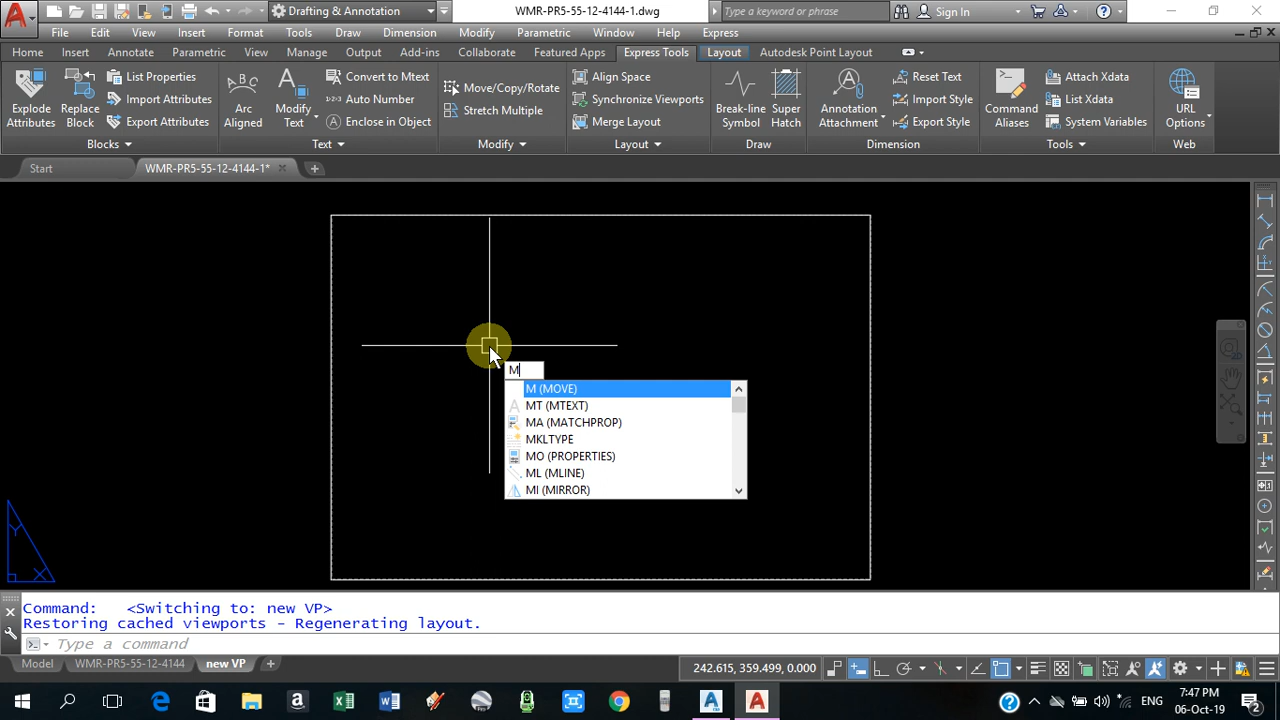 Drafting & Annotation
WMR-PR5-55-12-4144-1.dwg
Type a keyword or phrase
Sign In
File Edit View Insert Format Tools Draw Dimension Modify Parametric Window Help Express
Home Insert Annotate Parametric View Manage Output Add-ins Collaborate Featured Apps Express Tools Layout Autodesk Point Layout
Explode Attributes
Replace Block
List Properties
Import Attributes
Export Attributes
Blocks
Arc Aligned
Modify Text
Convert to Mtext
Auto Number
Enclose in Object
Text
Move/Copy/Rotate
Stretch Multiple
Modify
Align Space
Synchronize Viewports
Merge Layout
Layout
Break-line Symbol
Super Hatch
Draw
Annotation Attachment
Reset Text
Import Style
Export Style
Dimension
Command Aliases
Attach Xdata
List Xdata
System Variables
Tools
URL Options
Web
Start
WMR-PR5-55-12-4144-1*
M
M (MOVE)
MT (MTEXT)
MA (MATCHPROP)
MKLTYPE
MO (PROPERTIES)
ML (MLINE)
MI (MIRROR)
Y
X
Command: <Switching to: new VP>
Restoring cached viewports - Regenerating layout.
Type a command
Model WMR-PR5-55-12-4144 new VP
242.615, 359.499, 0.000
ENG
7:47 PM
06-Oct-19
2